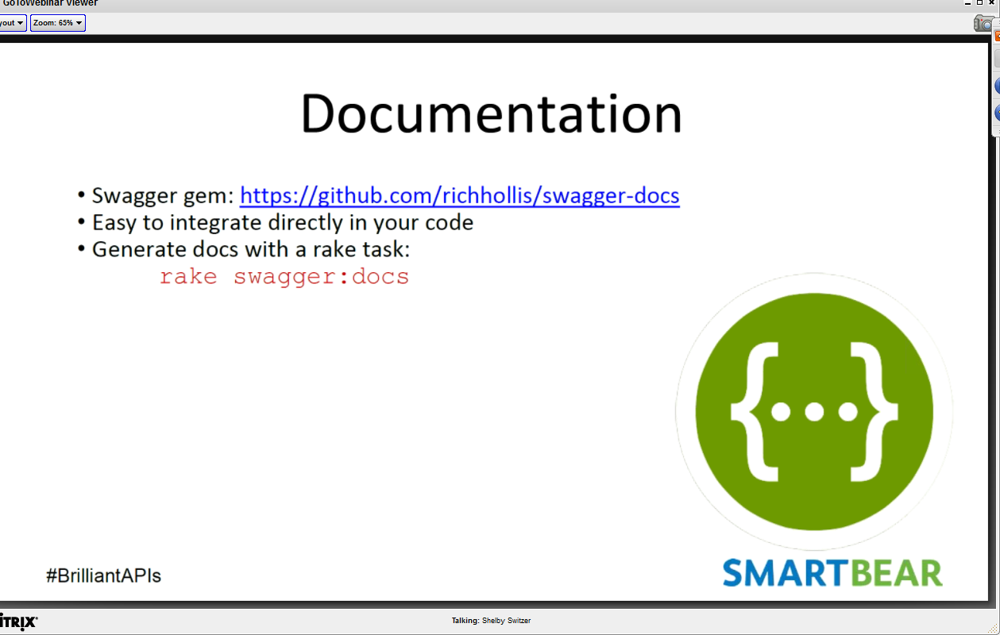 GoToWebinar Viewer
yout
Zoom: 65%
Documentation
• Swagger gem: https://github.com/richhollis/swagger-docs
• Easy to integrate directly in your code
• Generate docs with a rake task:
rake swagger:docs
{...}
#BrilliantAPIs
SMARTBEAR
iTRIX®
Talking: Shelby Switzer